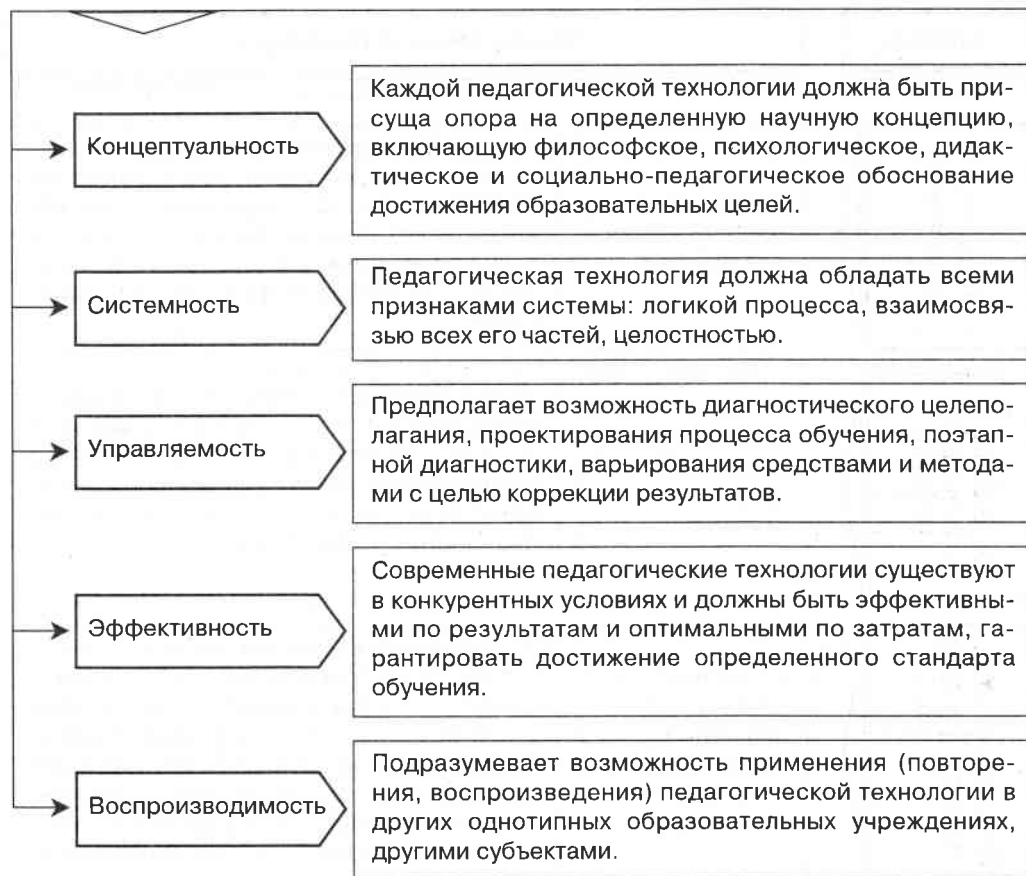 Концептуальность
Каждой педагогической технологии должна быть при-
суща опора на определенную научную концепцию,
включающую философское, психологическое, дидак-
тическое и социально-педагогическое обоснование
достижения образовательных целей.
Системность
Педагогическая технология должна обладать всеми
признаками системы: логикой процесса, взаимосвя-
зью всех его частей, целостностью.
Управляемость
Предполагает возможность диагностического целепо-
лагания, проектирования процесса обучения, поэтап-
ной диагностики, варьирования средствами и метода-
ми с целью коррекции результатов.
Эффективность
Современные педагогические технологии существуют
в конкурентных условиях и должны быть эффективны-
ми по результатам и оптимальными по затратам, га-
рантировать достижение определенного стандарта
обучения.
Воспроизводимость
Подразумевает возможность применения (повторе-
ния, воспроизведения) педагогической технологии в
других однотипных образовательных учреждениях,
другими субъектами.